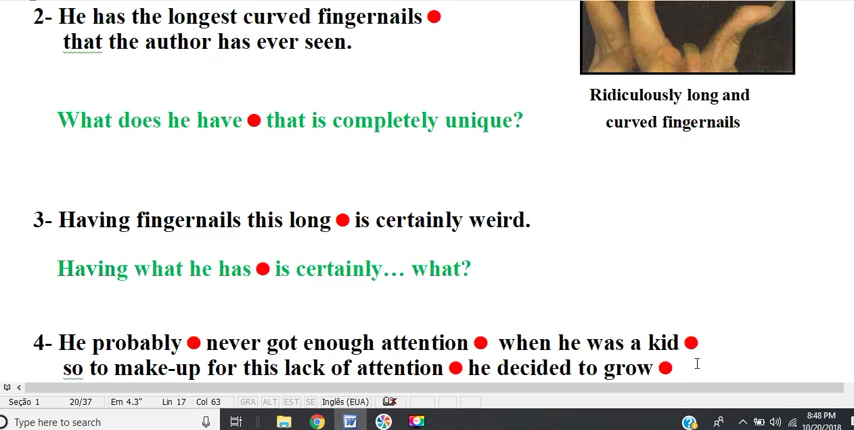 2- He has the longest curved fingernails
that the author has ever seen.
Ridiculously long and
curved fingernails
What does he have that is completely unique?
3- Having fingernails this long is certainly weird.
Having what he has is certainly… what?
4- He probably never got enough attention when he was a kid
so to make-up for this lack of attention he decided to grow
Seção 1 20/37 Em 4.3" Lin 17 Col 63 GRA ALT EST SE Inglês (EUA)
Type here to search
8:48 PM
10/20/2018